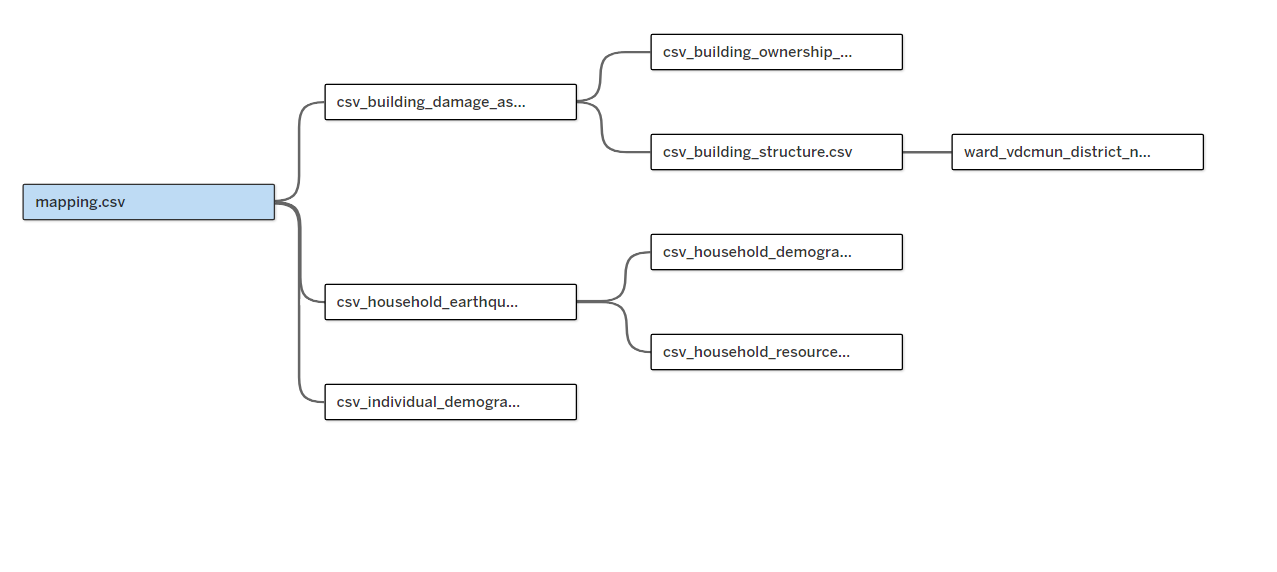 csv_building_ownership_...
csv_building_damage_as...
csv_building_structure.csv
ward_vdcmun_district_n...
mapping.csv
csv_household_demogra...
csv_household_earthqu...
csv_household_resource...
csv_individual_demogra...